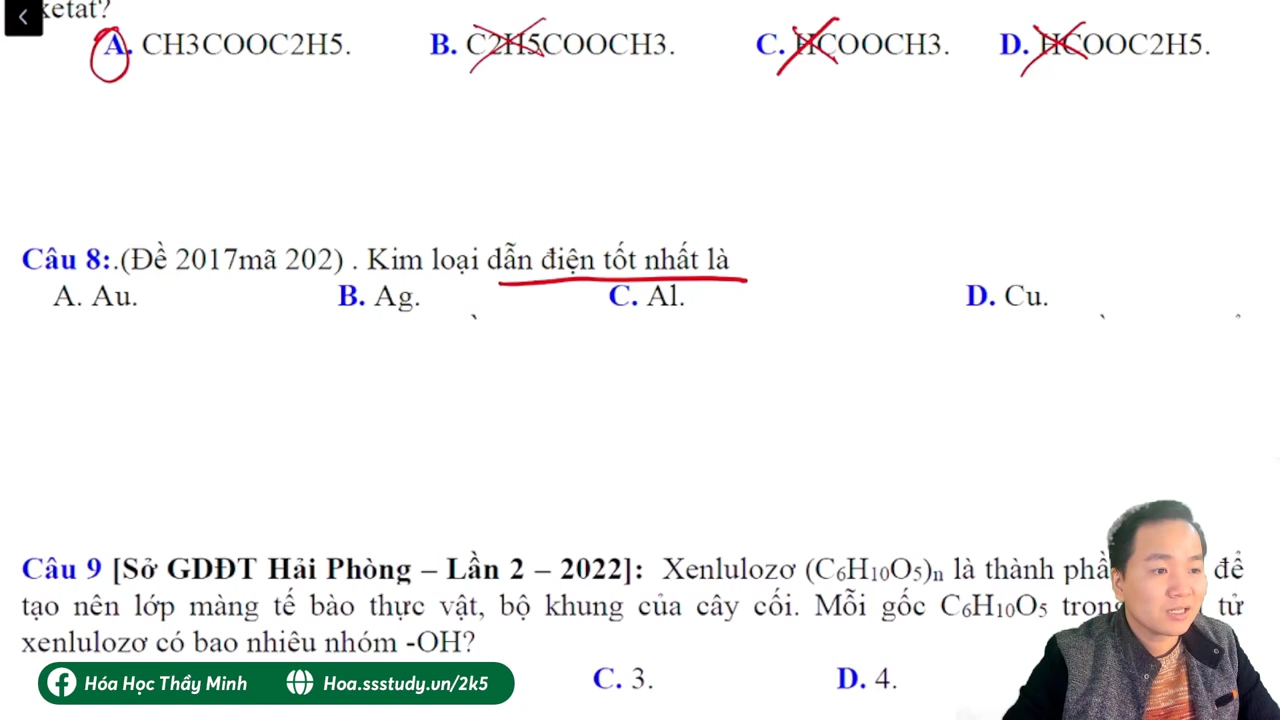 xetat?
A. CH3COOC2H5. B. C2H5COOCH3. C. HCOOCH3. D. HCOOC2H5.
Câu 8:.(Đề 2017mã 202) . Kim loại dẫn điện tốt nhất là
A. Au. B. Ag. C. Al. D. Cu.
Câu 9 [Sở GDĐT Hải Phòng – Lần 2 – 2022]: Xenlulozơ (C6H10O5)n là thành để
tạo nên lớp màng tế bào thực vật, bộ khung của cây cối. Mỗi gốc C6H10O5 tử
xenlulozơ có bao nhiêu nhóm -OH?
C. 3. D. 4.
Hóa Học Thầy Minh Hoa.ssstudy.vn/2k5